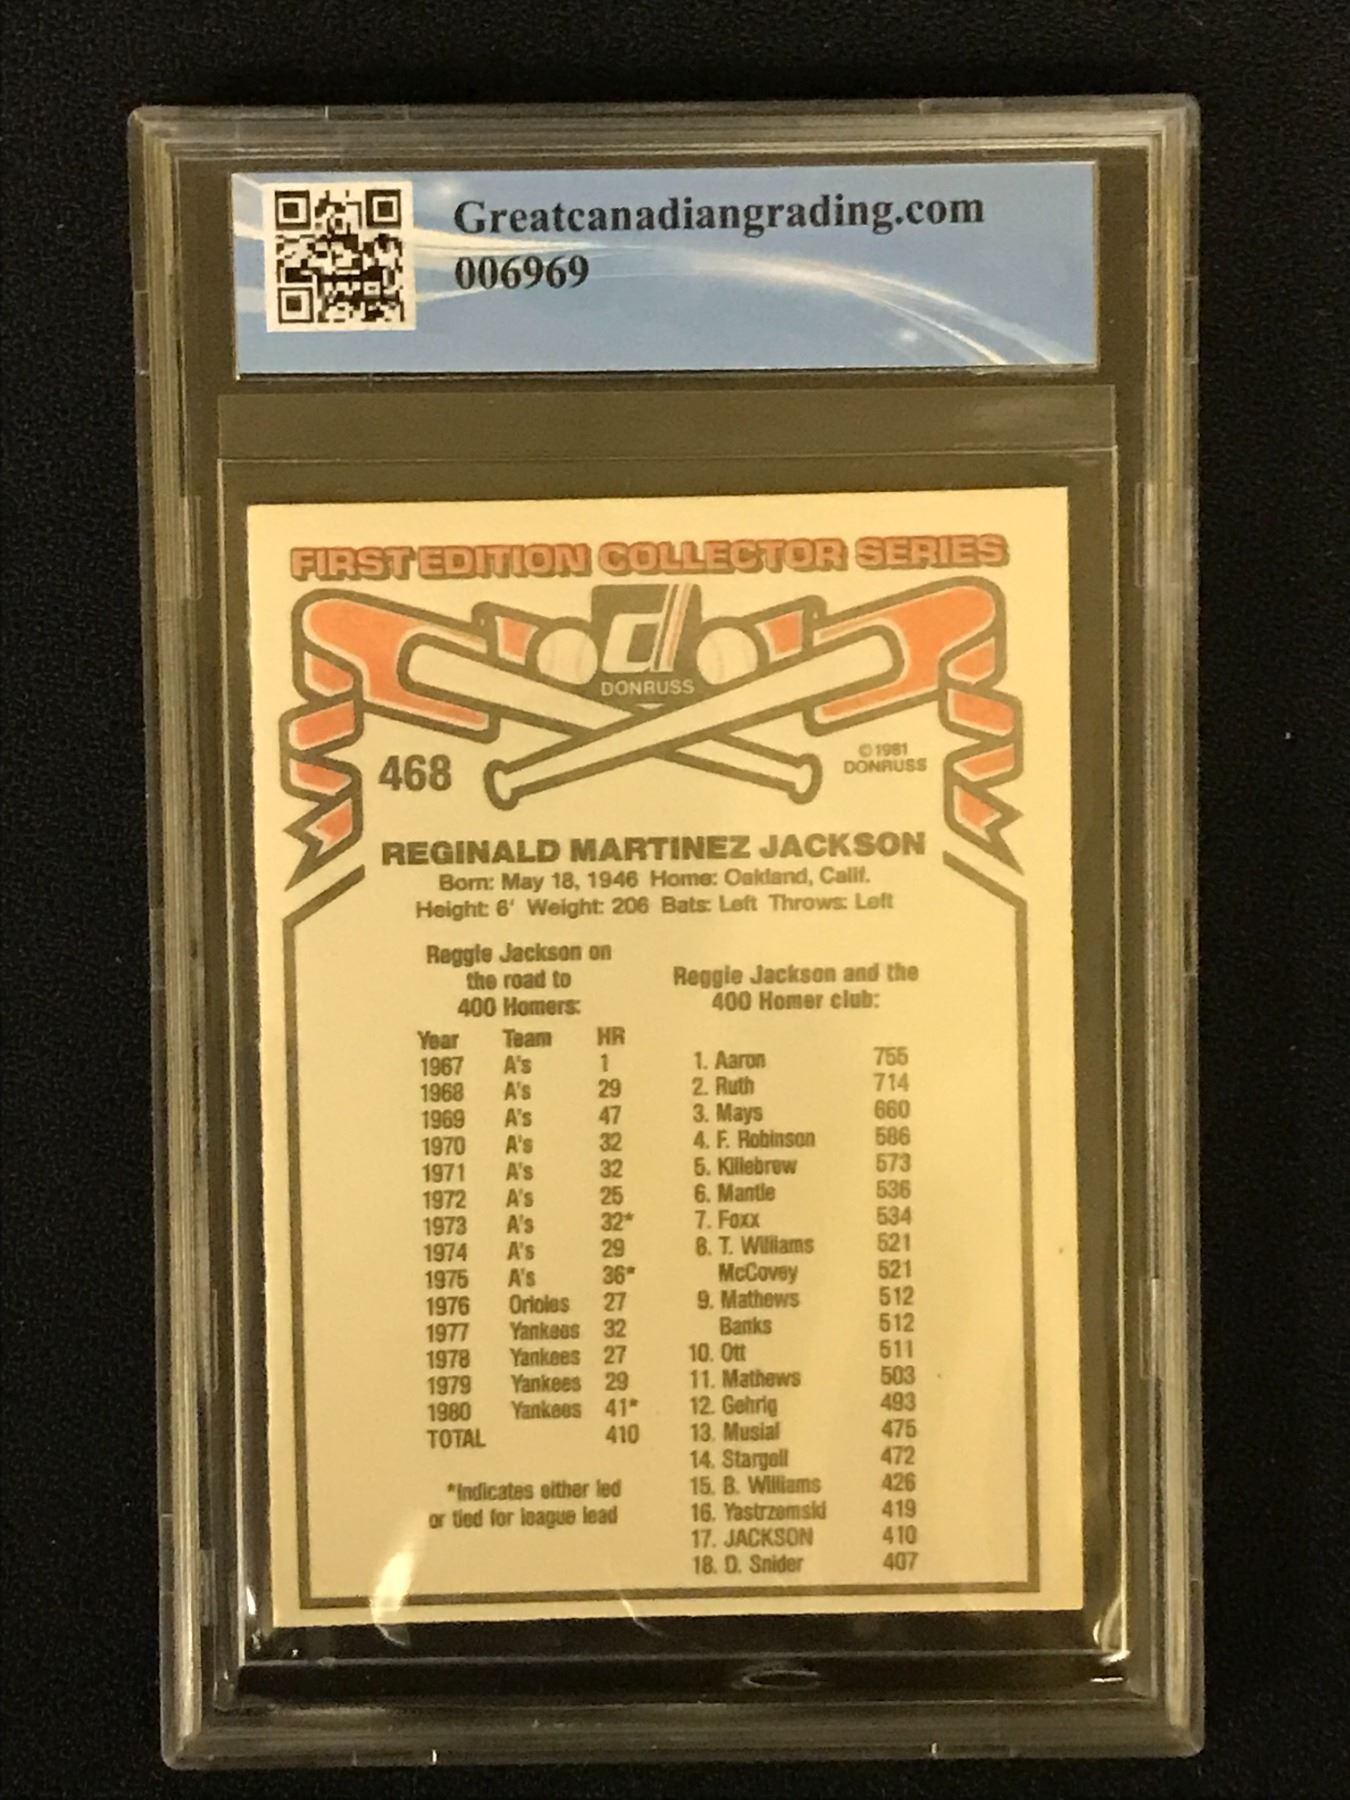 Greatcanadiangrading.com
006969
FIRST EDITION COLLECTOR SERIES
d
DONRUSS
468
© 1981
DONRUSS
REGINALD MARTINEZ JACKSON
Born: May 18, 1946 Home: Oakland, Calif.
Height: 6' Weight: 206 Bats: Left Throws: Left
Reggie Jackson on
the road to
400 Homers:
Year Team HR
1967 A's 1
1968 A's 29
1969 A's 47
1970 A's 32
1971 A's 32
1972 A's 25
1973 A's 32*
1974 A's 29
1975 A's 36*
1976 Orioles 27
1977 Yankees 32
1978 Yankees 27
1979 Yankees 29
1980 Yankees 41*
TOTAL 410
*Indicates either led
or tied for league lead
Reggie Jackson and the
400 Homer club:
1. Aaron 755
2. Ruth 714
3. Mays 660
4. F. Robinson 586
5. Killebrew 573
6. Mantle 536
7. Foxx 534
8. T. Williams 521
McCovey 521
9. Mathews 512
Banks 512
10. Ott 511
11. Mathews 503
12. Gehrig 493
13. Musial 475
14. Stargell 472
15. B. Williams 426
16. Yastrzemski 419
17. JACKSON 410
18. D. Snider 407